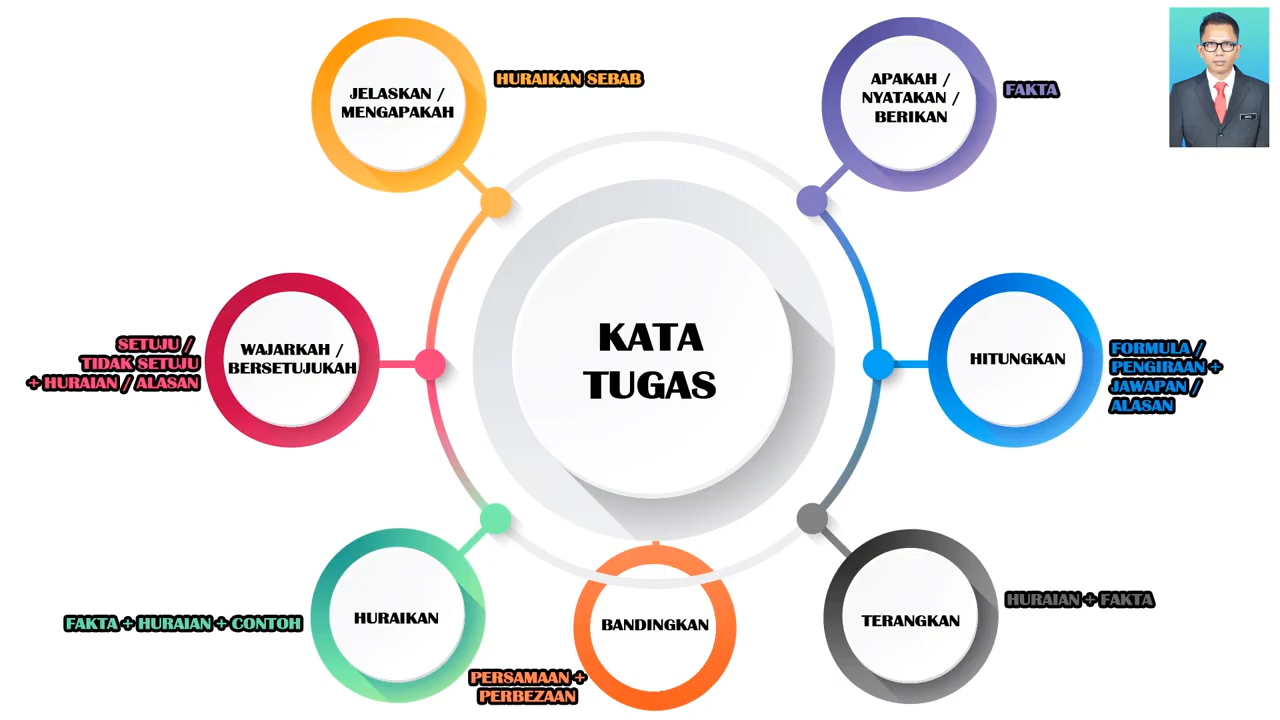 KATA
TUGAS
JELASKAN /
MENGAPAKAH
HURAIKAN SEBAB
APAKAH /
NYATAKAN /
BERIKAN
FAKTA
WAJARKAH /
BERSETUJUKAH
SETUJU /
TIDAK SETUJU
+ HURAIAN / ALASAN
HITUNGKAN
FORMULA /
PENGIRAAN +
JAWAPAN /
ALASAN
HURAIKAN
FAKTA + HURAIAN + CONTOH
BANDINGKAN
PERSAMAAN +
PERBEZAAN
TERANGKAN
HURAIAN + FAKTA